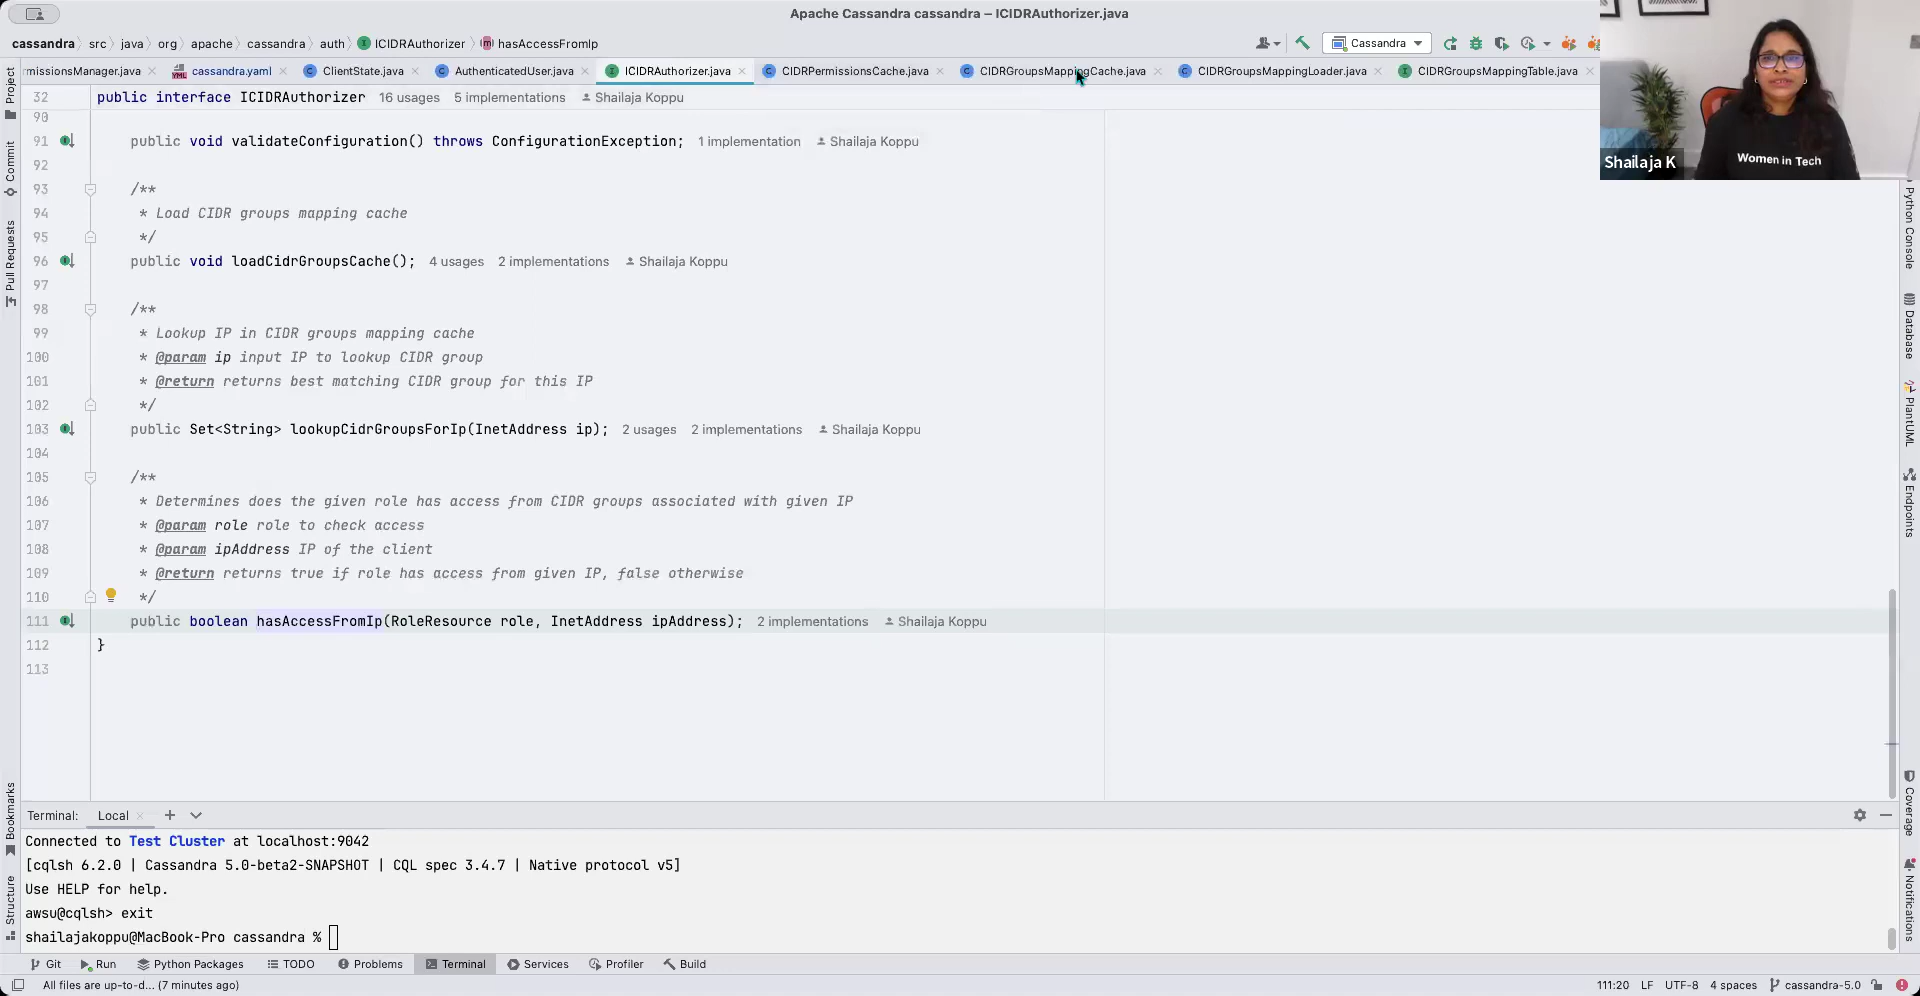 Apache Cassandra cassandra – ICIDRAuthorizer.java
cassandra src java org apache cassandra auth ICIDRAuthorizer hasAccessFromIp
Cassandra
rmissionsManager.java cassandra.yaml ClientState.java AuthenticatedUser.java ICIDRAuthorizer.java CIDRPermissionsCache.java CIDRGroupsMappingCache.java CIDRGroupsMappingLoader.java CIDRGroupsMappingTable.java
32 public interface ICIDRAuthorizer 16 usages 5 implementations Shailaja Koppu
90
91 public void validateConfiguration() throws ConfigurationException; 1 implementation Shailaja Koppu
92
93 /**
94 * Load CIDR groups mapping cache
95 */
96 public void loadCidrGroupsCache(); 4 usages 2 implementations Shailaja Koppu
97
98 /**
99 * Lookup IP in CIDR groups mapping cache
100 * @param ip input IP to lookup CIDR group
101 * @return returns best matching CIDR group for this IP
102 */
103 public Set<String> lookupCidrGroupsForIp(InetAddress ip); 2 usages 2 implementations Shailaja Koppu
104
105 /**
106 * Determines does the given role has access from CIDR groups associated with given IP
107 * @param role role to check access
108 * @param ipAddress IP of the client
109 * @return returns true if role has access from given IP, false otherwise
110 */
111 public boolean hasAccessFromIp(RoleResource role, InetAddress ipAddress); 2 implementations Shailaja Koppu
112 }
113
Project
Commit
Pull Requests
Bookmarks
Structure
Women in Tech
Shailaja K
Python Console
Database
PlantUML
Endpoints
Coverage
Notifications
Terminal: Local
Connected to Test Cluster at localhost:9042
[cqlsh 6.2.0 | Cassandra 5.0-beta2-SNAPSHOT | CQL spec 3.4.7 | Native protocol v5]
Use HELP for help.
awsu@cqlsh> exit
shailajakoppu@MacBook-Pro cassandra %
Git Run Python Packages TODO Problems Terminal Services Profiler Build
All files are up-to-d... (7 minutes ago) 111:20 LF UTF-8 4 spaces cassandra-5.0